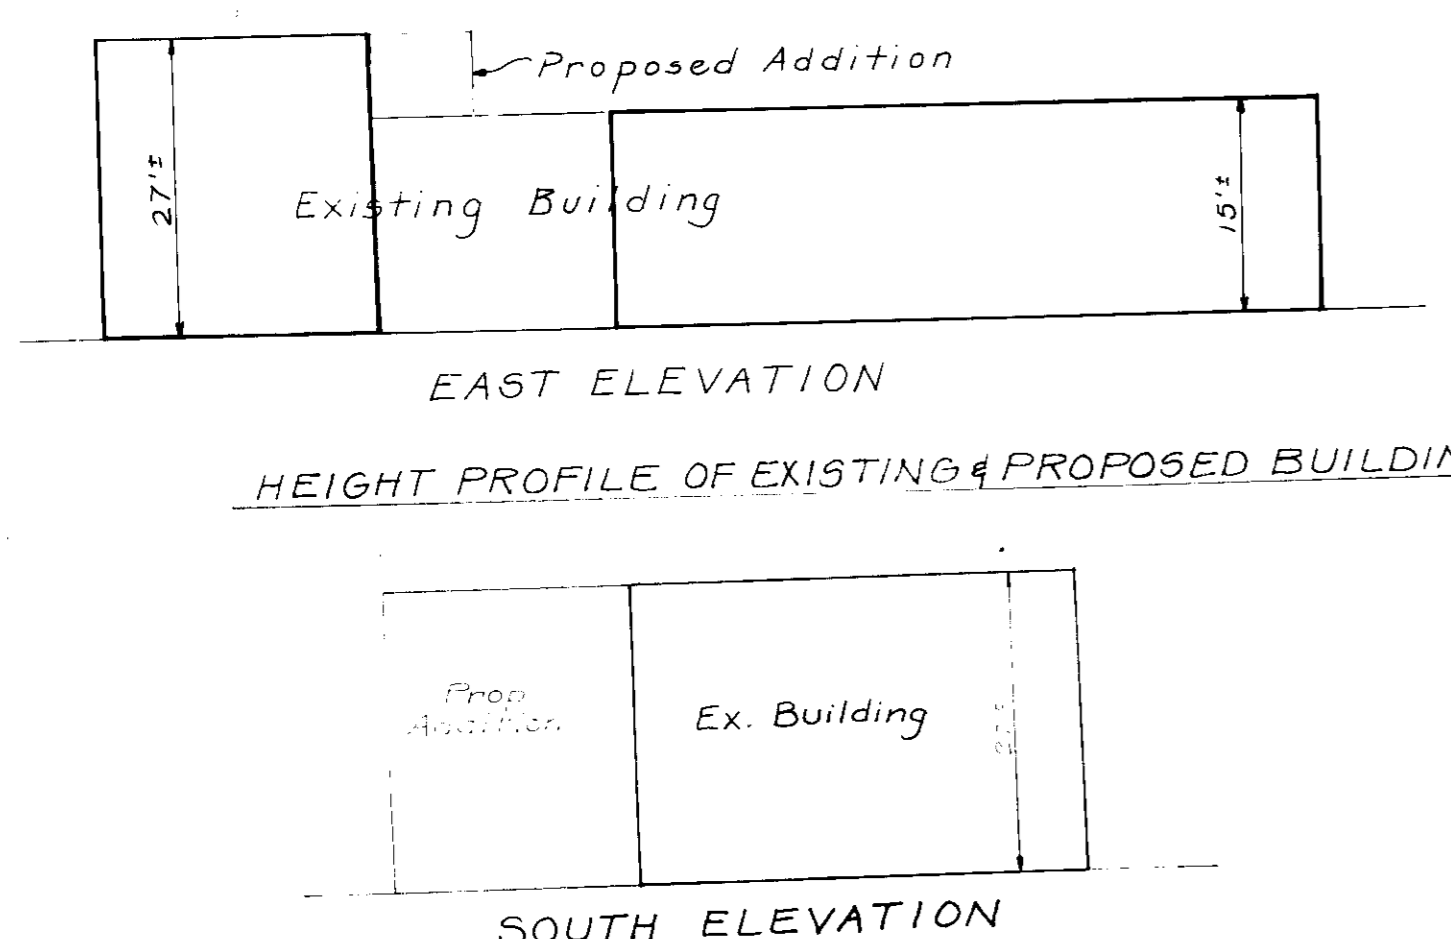 Proposed Addition
27'±
Existing Building
15'±
EAST ELEVATION
HEIGHT PROFILE OF EXISTING & PROPOSED BUILDIN
Prop
Addition
Ex. Building
SOUTH ELEVATION